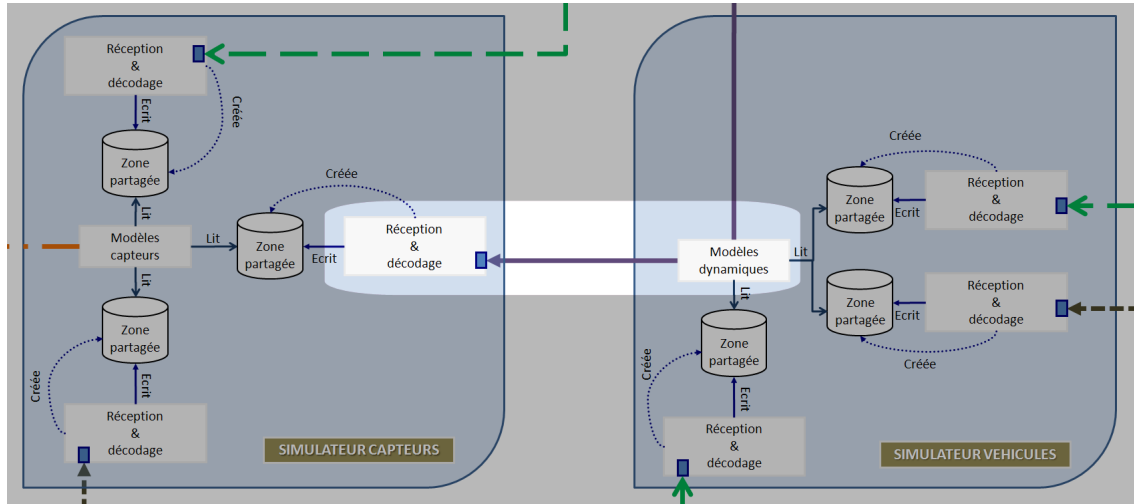 Réception
&
décodage
Ecrit
Créée
Zone
partagée
Lit
Modèles
capteurs
Lit
Lit
Zone
partagée
Créée
Ecrit
Réception
&
décodage
Créée
Zone
partagée
Ecrit
Réception
&
décodage
SIMULATEUR CAPTEURS
Modèles
dynamiques
Lit
Lit
Zone
partagée
Créée
Ecrit
Réception
&
décodage
Créée
Zone
partagée
Ecrit
Réception
&
décodage
Zone
partagée
Ecrit
Réception
&
décodage
Créée
SIMULATEUR VEHICULES